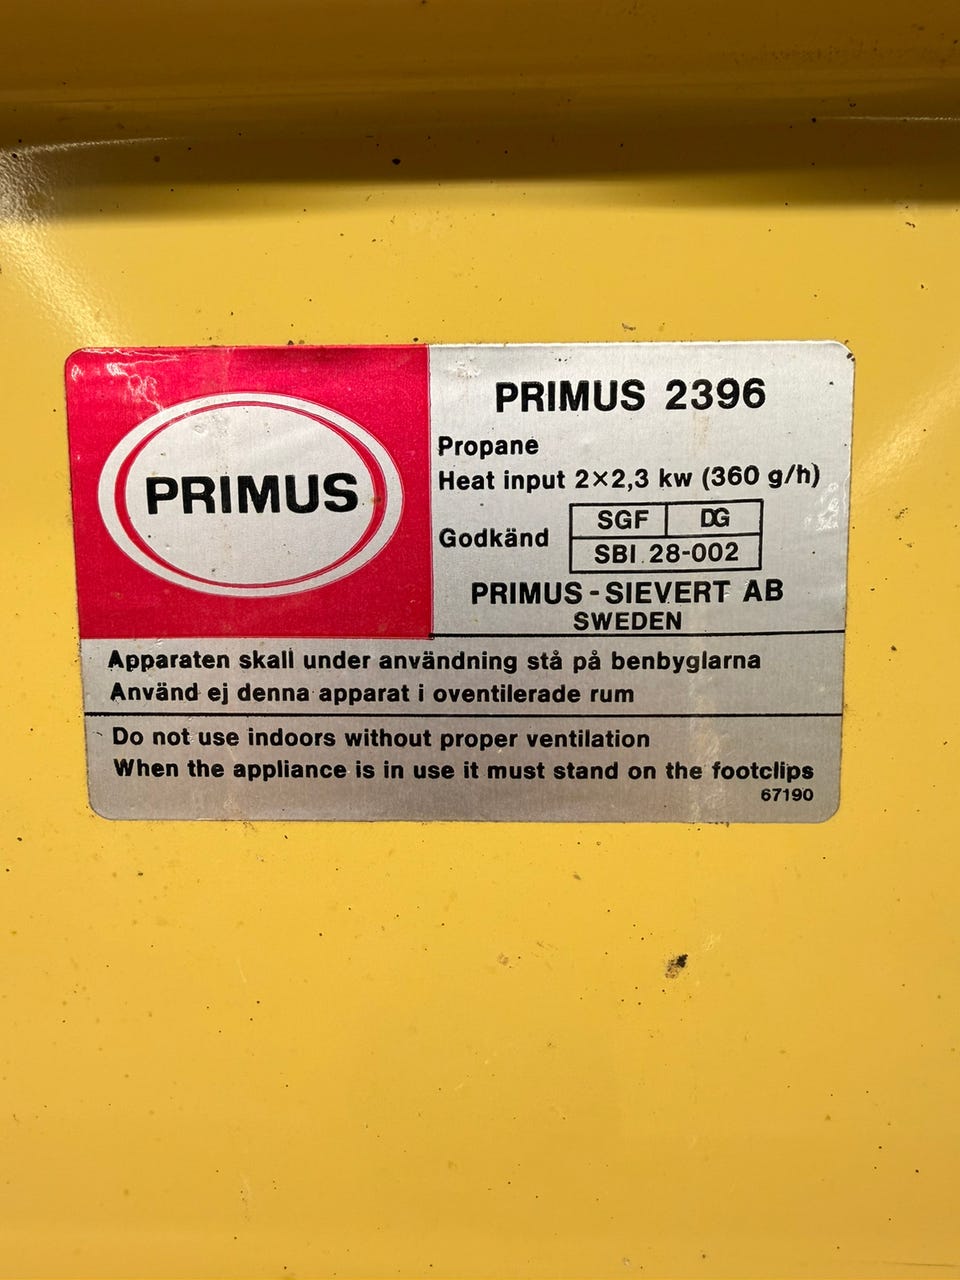 PRIMUS
PRIMUS 2396
Propane
Heat input 2×2,3 kw (360 g/h)
Godkänd
SGF DG
SBI 28-002
PRIMUS - SIEVERT AB
SWEDEN
Apparaten skall under användning stå på benbyglarna
Använd ej denna apparat i oventilerade rum
Do not use indoors without proper ventilation
When the appliance is in use it must stand on the footclips
67190